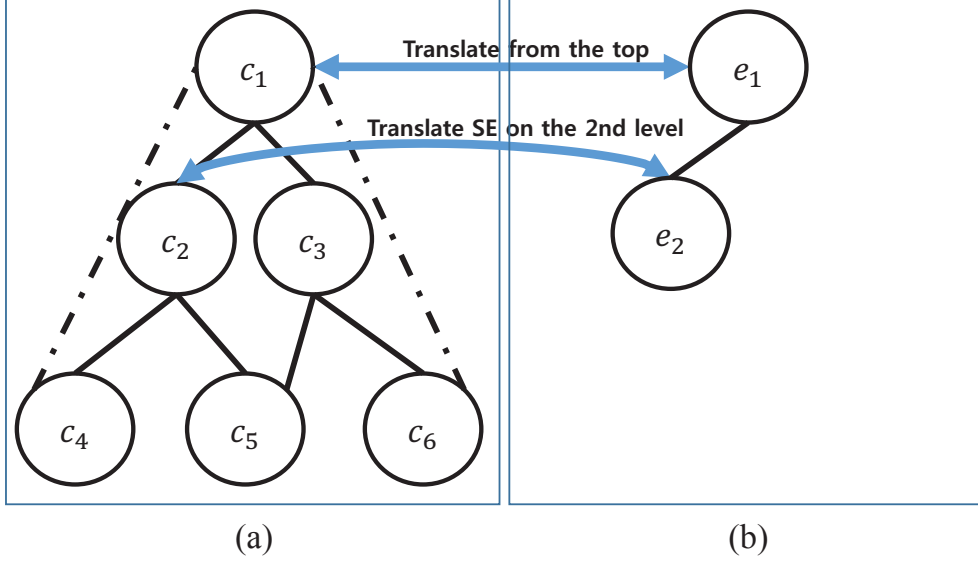 c₁
Translate from the top
e₁
Translate SE on the 2nd level
c₂
c₃
e₂
c₄
c₅
c₆
(a)
(b)